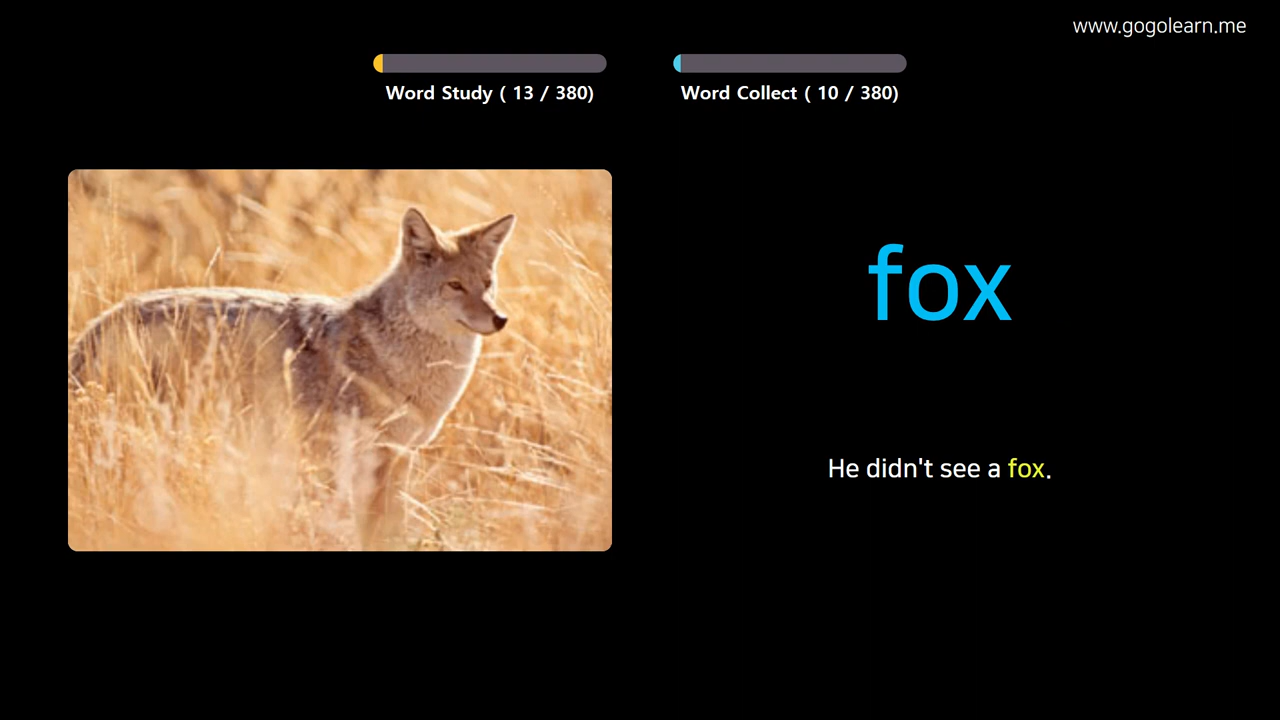 www.gogolearn.me
Word Study ( 13 / 380)
Word Collect ( 10 / 380)
fox
He didn't see a fox.